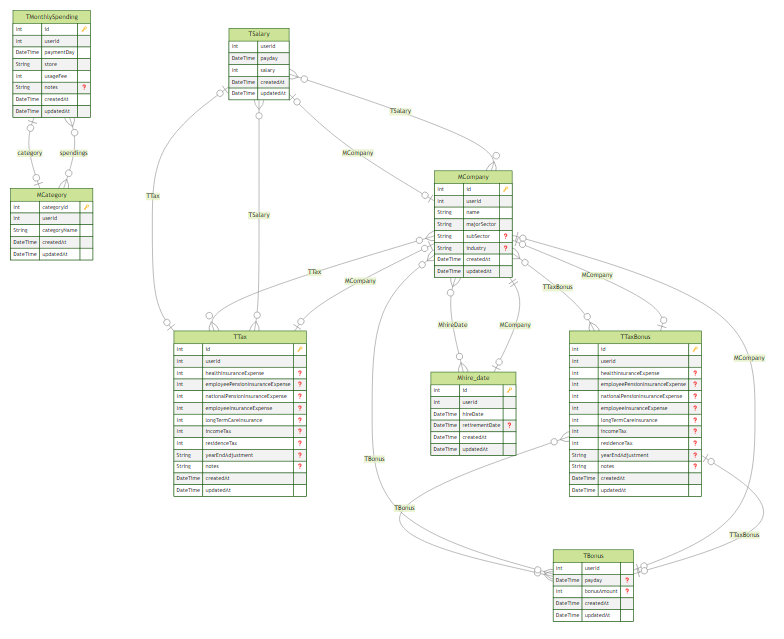 TMonthlySpending
Int id 🔑
Int userid
DateTime paymentDay
String store
Int usageFee
String notes ❓
DateTime createdAt
DateTime updatedAt
category
spendings
MCategory
Int categoryId 🔑
Int userid
String categoryName
DateTime createdAt
DateTime updatedAt
TSalary
Int userid
DateTime payday
Int salary
DateTime createdAt
DateTime updatedAt
TSalary
MCompany
TTax
TSalary
MCompany
Int id 🔑
Int userid
String name
String majorSector
String subSector ❓
String industry ❓
DateTime createdAt
DateTime updatedAt
TTax
MCompany
MhireDate
MCompany
TTaxBonus
MCompany
MCompany
TTax
Int id 🔑
Int userid
Int healthInsuranceExpense ❓
Int employeePensionInsuranceExpense ❓
Int nationalPensionInsuranceExpense ❓
Int employeeInsuranceExpense ❓
Int longTermCareInsurance ❓
Int incomeTax ❓
Int residenceTax ❓
String yearEndAdjustment ❓
String notes ❓
DateTime createdAt
DateTime updatedAt
Mhire_date
Int id 🔑
Int userid
DateTime hireDate
DateTime retirementDate ❓
DateTime createdAt
DateTime updatedAt
TTaxBonus
Int id 🔑
Int userid
Int healthInsuranceExpense ❓
Int employeePensionInsuranceExpense ❓
Int nationalPensionInsuranceExpense ❓
Int employeeInsuranceExpense ❓
Int longTermCareInsurance ❓
Int incomeTax ❓
Int residenceTax ❓
String yearEndAdjustment ❓
String notes ❓
DateTime createdAt
DateTime updatedAt
TBonus
TBonus
TTaxBonus
TBonus
Int userid
DateTime payday ❓
Int bonusAmount ❓
DateTime createdAt
DateTime updatedAt